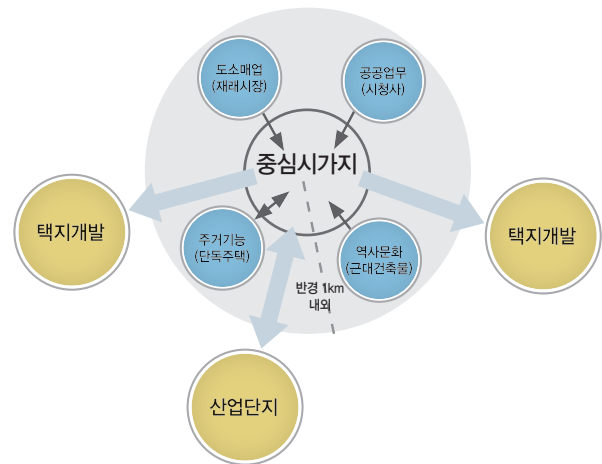 도소매업
(재래시장)
공공업무
(시청사)
중심시가지
택지개발
택지개발
주거기능
(단독주택)
역사문화
(근대건축물)
반경 1km
내외
산업단지